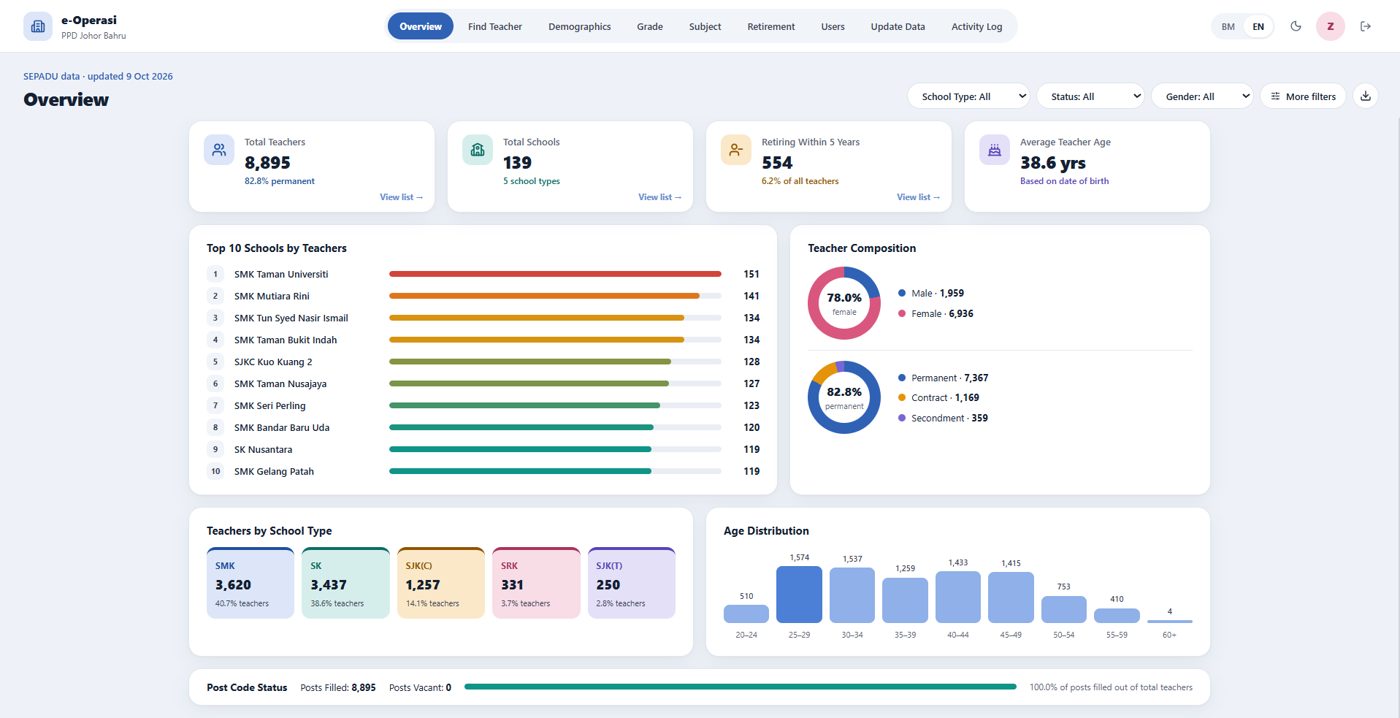 e-Operasi
PPD Johor Bahru
Overview Find Teacher Demographics Grade Subject Retirement Users Update Data Activity Log
BM EN Z
SEPADU data · updated 9 Oct 2026
Overview
School Type: All Status: All Gender: All More filters
Total Teachers
8,895
82.8% permanent
View list →
Total Schools
139
5 school types
View list →
Retiring Within 5 Years
554
6.2% of all teachers
View list →
Average Teacher Age
38.6 yrs
Based on date of birth
Top 10 Schools by Teachers
1 SMK Taman Universiti 151
2 SMK Mutiara Rini 141
3 SMK Tun Syed Nasir Ismail 134
4 SMK Taman Bukit Indah 134
5 SJKC Kuo Kuang 2 128
6 SMK Taman Nusajaya 127
7 SMK Seri Perling 123
8 SMK Bandar Baru Uda 120
9 SK Nusantara 119
10 SMK Gelang Patah 119
Teacher Composition
78.0%
female
Male · 1,959
Female · 6,936
82.8%
permanent
Permanent · 7,367
Contract · 1,169
Secondment · 359
Teachers by School Type
SMK
3,620
40.7% teachers
SK
3,437
38.6% teachers
SJK(C)
1,257
14.1% teachers
SRK
331
3.7% teachers
SJK(T)
250
2.8% teachers
Age Distribution
510 1,574 1,537 1,259 1,433 1,415 753 410 4
20–24 25–29 30–34 35–39 40–44 45–49 50–54 55–59 60+
Post Code Status Posts Filled: 8,895 Posts Vacant: 0 100.0% of posts filled out of total teachers